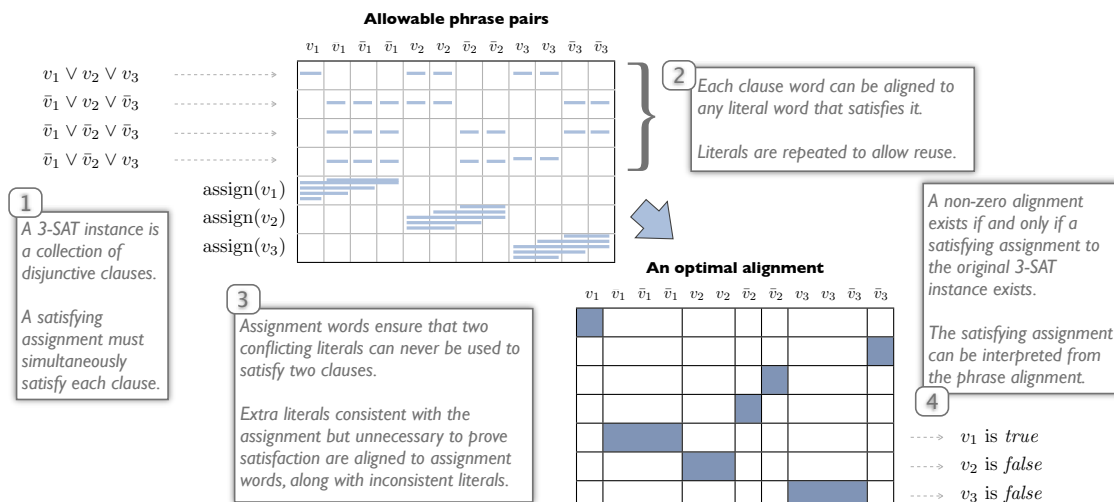 Allowable phrase pairs
v₁ v₁ v̄₁ v̄₁ v₂ v₂ v̄₂ v̄₂ v₃ v₃ v̄₃ v̄₃
v₁ ∨ v₂ ∨ v₃
v̄₁ ∨ v₂ ∨ v̄₃
v̄₁ ∨ v̄₂ ∨ v̄₃
v̄₁ ∨ v̄₂ ∨ v₃
assign(v₁)
assign(v₂)
assign(v₃)
1
A 3-SAT instance is
a collection of
disjunctive clauses.
A satisfying
assignment must
simultaneously
satisfy each clause.
2
Each clause word can be aligned to
any literal word that satisfies it.
Literals are repeated to allow reuse.
3
Assignment words ensure that two
conflicting literals can never be used to
satisfy two clauses.
Extra literals consistent with the
assignment but unnecessary to prove
satisfaction are aligned to assignment
words, along with inconsistent literals.
An optimal alignment
v₁ v₁ v̄₁ v̄₁ v₂ v₂ v̄₂ v̄₂ v₃ v₃ v̄₃ v̄₃
A non-zero alignment
exists if and only if a
satisfying assignment to
the original 3-SAT
instance exists.
The satisfying assignment
can be interpreted from
the phrase alignment.
4
v₁ is true
v₂ is false
v₃ is false